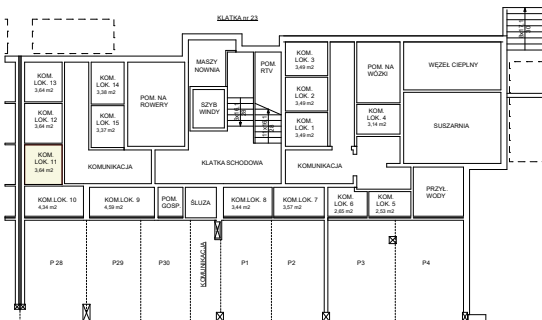 KLATKA nr 23
KOM.
LOK. 13
3,64 m2
KOM.
LOK. 14
3,38 m2
POM. NA
ROWERY
MASZY
NOWNIA
POM.
RTV
KOM.
LOK. 3
3,49 m2
POM. NA
WÓZKI
WĘZEŁ CIEPLNY
KOM.
LOK. 12
3,64 m2
KOM.
LOK. 15
3,37 m2
SZYB
WINDY
KOM.
LOK. 2
3,49 m2
KOM.
LOK. 4
3,14 m2
SUSZARNIA
KOM.
LOK. 1
3,49 m2
KOM.
LOK. 11
3,64 m2
KOMUNIKACJA
KLATKA SCHODOWA
KOMUNIKACJA
PRZYŁ.
WODY
KOM.LOK. 10
4,34 m2
KOM.LOK. 9
4,59 m2
POM.
GOSP.
ŚLUZA
KOM.LOK. 8
3,44 m2
KOM.LOK. 7
3,57 m2
KOM.
LOK. 6
2,65 m2
KOM.
LOK. 5
2,53 m2
P 28
P29
P30
KOMUNIKACJA
P1
P2
P3
P4